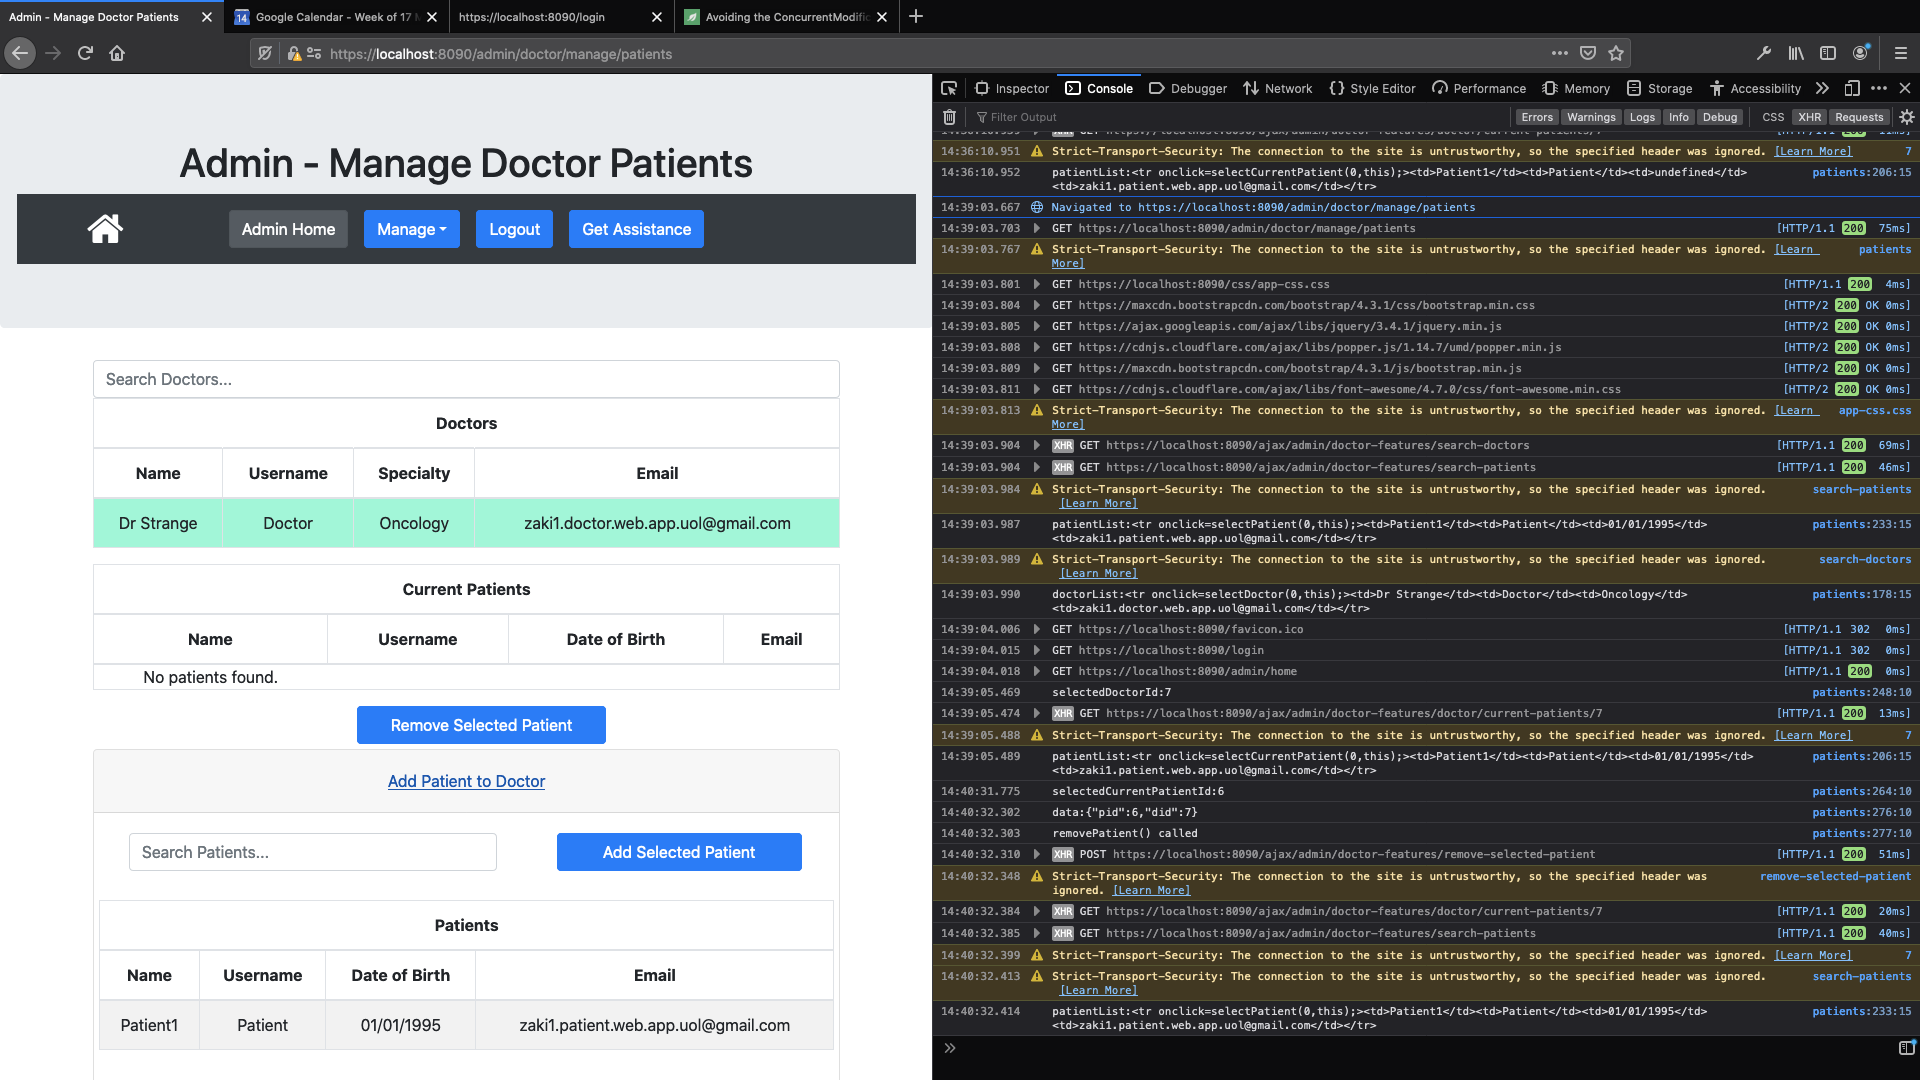 Admin - Manage Doctor Patients
Google Calendar - Week of 17 M
https://localhost:8090/login
Avoiding the ConcurrentModific
https://localhost:8090/admin/doctor/manage/patients
Admin - Manage Doctor Patients
Admin Home Manage Logout Get Assistance
Search Doctors...
Doctors
Name Username Specialty Email
Dr Strange Doctor Oncology zaki1.doctor.web.app.uol@gmail.com
Current Patients
Name Username Date of Birth Email
No patients found.
Remove Selected Patient
Add Patient to Doctor
Search Patients... Add Selected Patient
Patients
Name Username Date of Birth Email
Patient1 Patient 01/01/1995 zaki1.patient.web.app.uol@gmail.com
Inspector Console Debugger Network Style Editor Performance Memory Storage Accessibility
Filter Output Errors Warnings Logs Info Debug CSS XHR Requests
14:36:10.951 Strict-Transport-Security: The connection to the site is untrustworthy, so the specified header was ignored. [Learn More] 7
14:36:10.952 patientList:<tr onclick=selectCurrentPatient(0,this);><td>Patient1</td><td>Patient</td><td>undefined</td> patients:206:15
<td>zaki1.patient.web.app.uol@gmail.com</td></tr>
14:39:03.667 Navigated to https://localhost:8090/admin/doctor/manage/patients
14:39:03.703 GET https://localhost:8090/admin/doctor/manage/patients [HTTP/1.1 200 75ms]
14:39:03.767 Strict-Transport-Security: The connection to the site is untrustworthy, so the specified header was ignored. [Learn patients
More]
14:39:03.801 GET https://localhost:8090/css/app-css.css [HTTP/1.1 200 4ms]
14:39:03.804 GET https://maxcdn.bootstrapcdn.com/bootstrap/4.3.1/css/bootstrap.min.css [HTTP/2 200 OK 0ms]
14:39:03.805 GET https://ajax.googleapis.com/ajax/libs/jquery/3.4.1/jquery.min.js [HTTP/2 200 OK 0ms]
14:39:03.808 GET https://cdnjs.cloudflare.com/ajax/libs/popper.js/1.14.7/umd/popper.min.js [HTTP/2 200 OK 0ms]
14:39:03.809 GET https://maxcdn.bootstrapcdn.com/bootstrap/4.3.1/js/bootstrap.min.js [HTTP/2 200 OK 0ms]
14:39:03.811 GET https://cdnjs.cloudflare.com/ajax/libs/font-awesome/4.7.0/css/font-awesome.min.css [HTTP/2 200 OK 0ms]
14:39:03.813 Strict-Transport-Security: The connection to the site is untrustworthy, so the specified header was ignored. [Learn app-css.css
More]
14:39:03.904 XHR GET https://localhost:8090/ajax/admin/doctor-features/search-doctors [HTTP/1.1 200 69ms]
14:39:03.904 XHR GET https://localhost:8090/ajax/admin/doctor-features/search-patients [HTTP/1.1 200 46ms]
14:39:03.984 Strict-Transport-Security: The connection to the site is untrustworthy, so the specified header was ignored. search-patients
[Learn More]
14:39:03.987 patientList:<tr onclick=selectPatient(0,this);><td>Patient1</td><td>Patient</td><td>01/01/1995</td> patients:233:15
<td>zaki1.patient.web.app.uol@gmail.com</td></tr>
14:39:03.989 Strict-Transport-Security: The connection to the site is untrustworthy, so the specified header was ignored. search-doctors
[Learn More]
14:39:03.990 doctorList:<tr onclick=selectDoctor(0,this);><td>Dr Strange</td><td>Doctor</td><td>Oncology</td> patients:178:15
<td>zaki1.doctor.web.app.uol@gmail.com</td></tr>
14:39:04.006 GET https://localhost:8090/favicon.ico [HTTP/1.1 302 0ms]
14:39:04.015 GET https://localhost:8090/login [HTTP/1.1 302 0ms]
14:39:04.018 GET https://localhost:8090/admin/home [HTTP/1.1 200 0ms]
14:39:05.469 selectedDoctorId:7 patients:248:10
14:39:05.474 XHR GET https://localhost:8090/ajax/admin/doctor-features/doctor/current-patients/7 [HTTP/1.1 200 13ms]
14:39:05.488 Strict-Transport-Security: The connection to the site is untrustworthy, so the specified header was ignored. [Learn More] 7
14:39:05.489 patientList:<tr onclick=selectCurrentPatient(0,this);><td>Patient1</td><td>Patient</td><td>01/01/1995</td> patients:206:15
<td>zaki1.patient.web.app.uol@gmail.com</td></tr>
14:40:31.775 selectedCurrentPatientId:6 patients:264:10
14:40:32.302 data:{"pid":6,"did":7} patients:276:10
14:40:32.303 removePatient() called patients:277:10
14:40:32.310 XHR POST https://localhost:8090/ajax/admin/doctor-features/remove-selected-patient [HTTP/1.1 200 51ms]
14:40:32.348 Strict-Transport-Security: The connection to the site is untrustworthy, so the specified header was remove-selected-patient
ignored. [Learn More]
14:40:32.384 XHR GET https://localhost:8090/ajax/admin/doctor-features/doctor/current-patients/7 [HTTP/1.1 200 20ms]
14:40:32.385 XHR GET https://localhost:8090/ajax/admin/doctor-features/search-patients [HTTP/1.1 200 40ms]
14:40:32.399 Strict-Transport-Security: The connection to the site is untrustworthy, so the specified header was ignored. [Learn More] 7
14:40:32.413 Strict-Transport-Security: The connection to the site is untrustworthy, so the specified header was ignored. search-patients
[Learn More]
14:40:32.414 patientList:<tr onclick=selectPatient(0,this);><td>Patient1</td><td>Patient</td><td>01/01/1995</td> patients:233:15
<td>zaki1.patient.web.app.uol@gmail.com</td></tr>